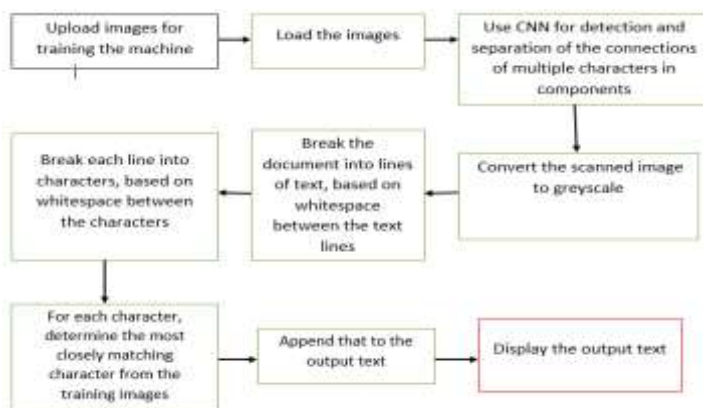 Upload images for
training the machine
Load the images
Use CNN for detection and
separation of the connections
of multiple characters in
components
Convert the scanned image
to greyscale
Break the
document into lines
of text, based on
whitespace
between the text
lines
Break each line into
characters, based on
whitespace between
the characters
For each character,
determine the most
closely matching
character from the
training images
Append that to the
output text
Display the output text